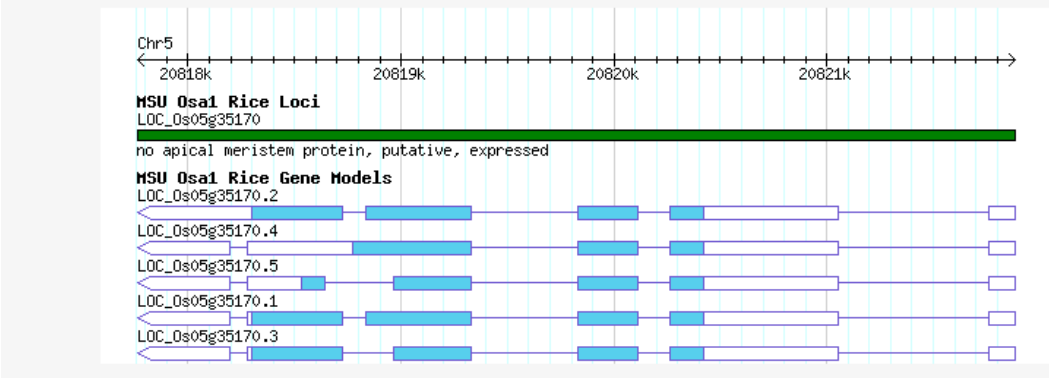 Chr5
20818k 20819k 20820k 20821k
MSU Osa1 Rice Loci
LOC_Os05g35170
no apical meristem protein, putative, expressed
MSU Osa1 Rice Gene Models
LOC_Os05g35170.2
LOC_Os05g35170.4
LOC_Os05g35170.5
LOC_Os05g35170.1
LOC_Os05g35170.3